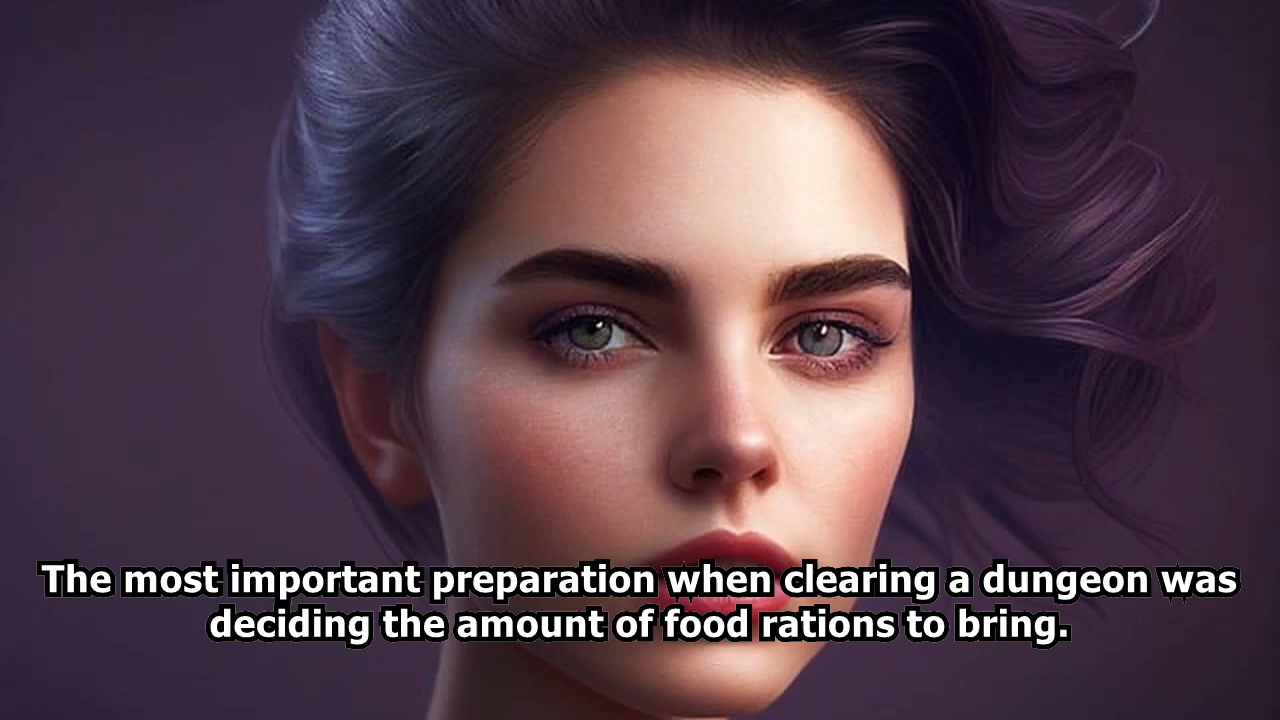 The most important preparation when clearing a dungeon was
deciding the amount of food rations to bring.